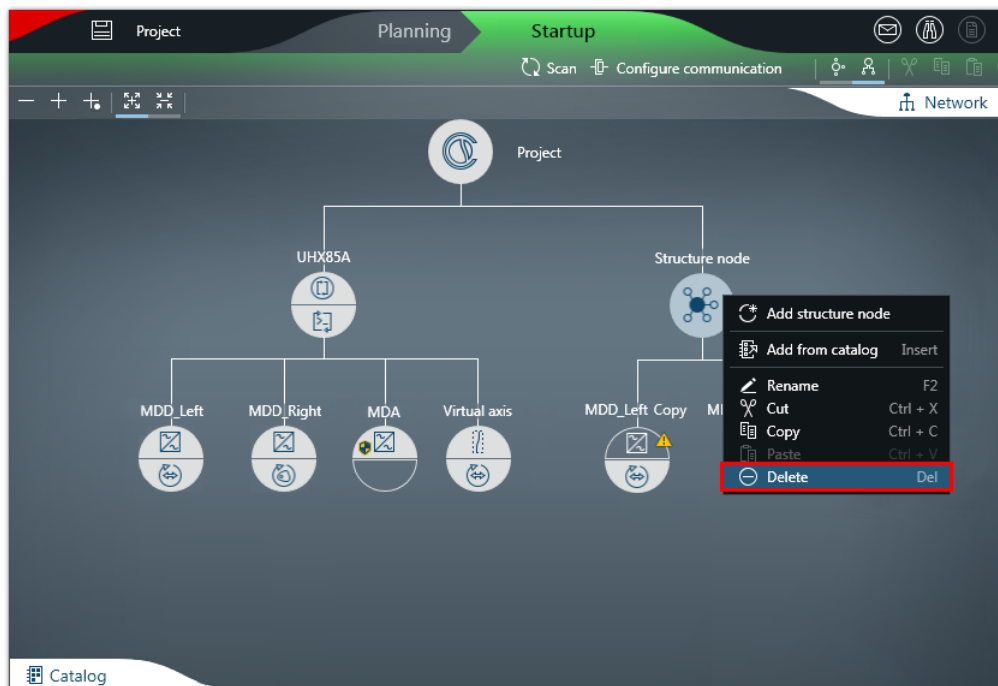 Project
Planning
Startup
Scan
Configure communication
Network
Project
UHX85A
Structure node
MDD_Left
MDD_Right
MDA
Virtual axis
MDD_Left Copy
Add structure node
Add from catalog Insert
Rename F2
Cut Ctrl + X
Copy Ctrl + C
Paste Ctrl + V
Delete Del
Catalog